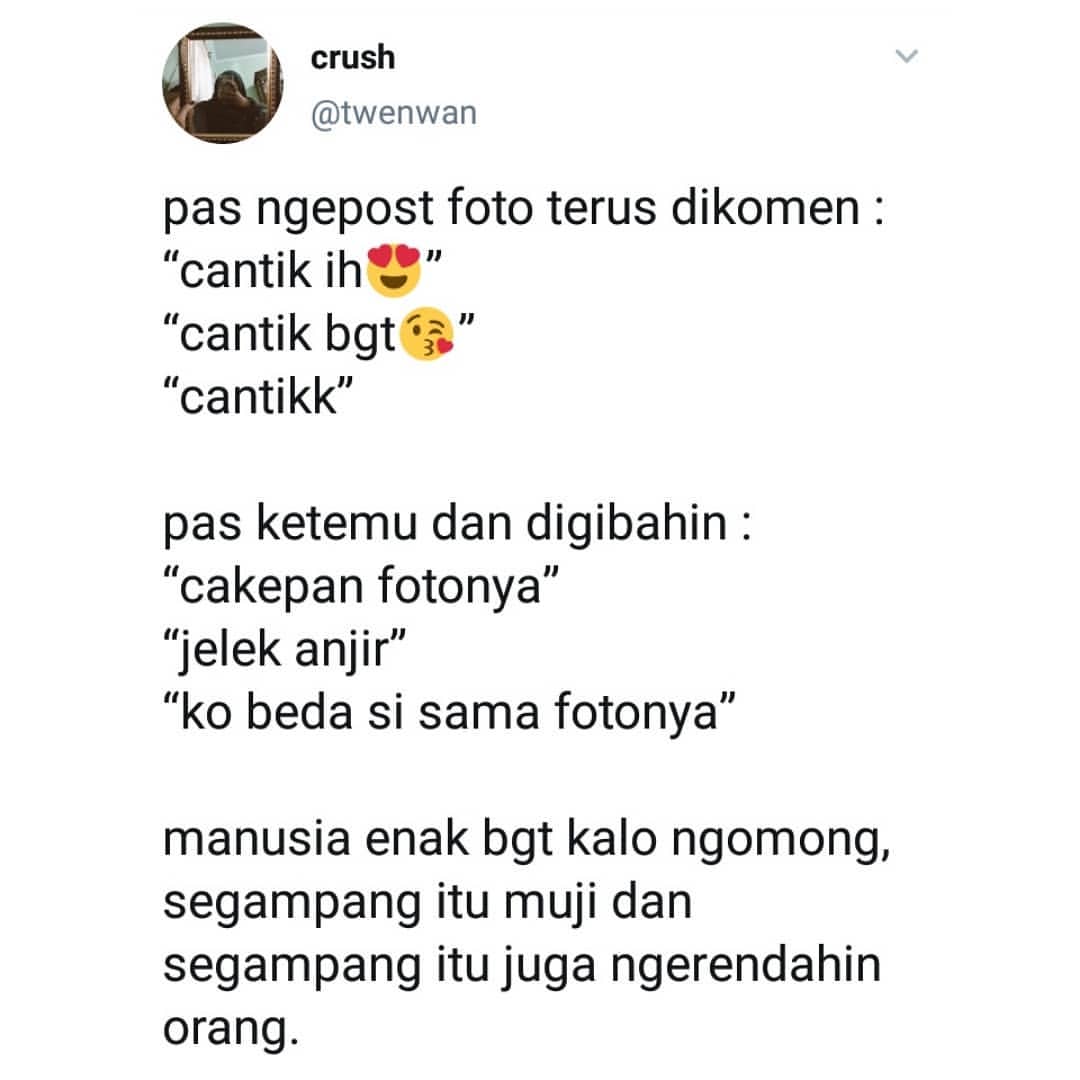 crush
@twenwan
pas ngepost foto terus dikomen :
“cantik ih😍”
“cantik bgt😘”
“cantikk”
pas ketemu dan digibahin :
“cakepan fotonya”
“jelek anjir”
“ko beda si sama fotonya”
manusia enak bgt kalo ngomong,
segampang itu muji dan
segampang itu juga ngerendahin
orang.